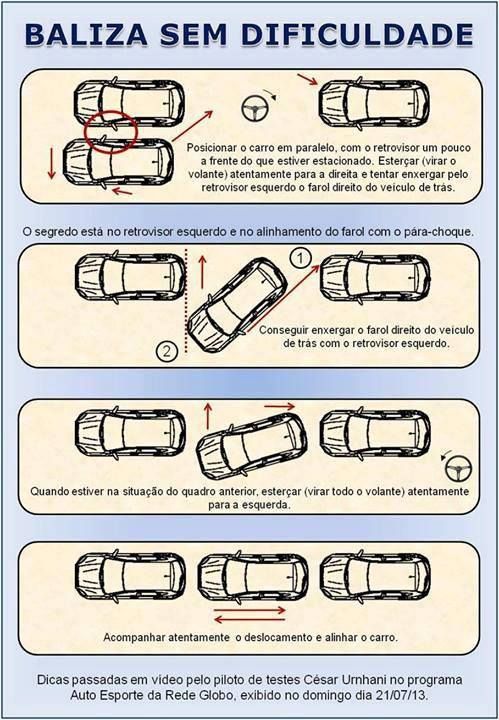 BALIZA SEM DIFICULDADE
Posicionar o carro em paralelo, com o retrovisor um pouco
a frente do que estiver estacionado. Esterçar (virar o
volante) atentamente para a direita e tentar enxergar pelo
retrovisor esquerdo o farol direito do veículo de trás.
O segredo está no retrovisor esquerdo e no alinhamento do farol com o pára-choque.
1
Conseguir enxergar o farol direito do veículo
de trás com o retrovisor esquerdo.
2
Quando estiver na situação do quadro anterior, esterçar (virar todo o volante) atentamente
para a esquerda.
Acompanhar atentamente o deslocamento e alinhar o carro.
Dicas passadas em vídeo pelo piloto de testes César Urnhani no programa
Auto Esporte da Rede Globo, exibido no domingo dia 21/07/13.